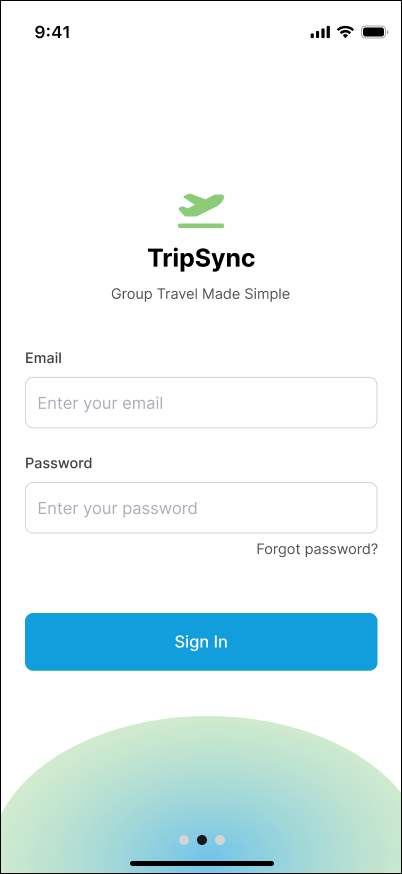 9:41
TripSync
Group Travel Made Simple
Email
Enter your email
Password
Enter your password
Forgot password?
Sign In